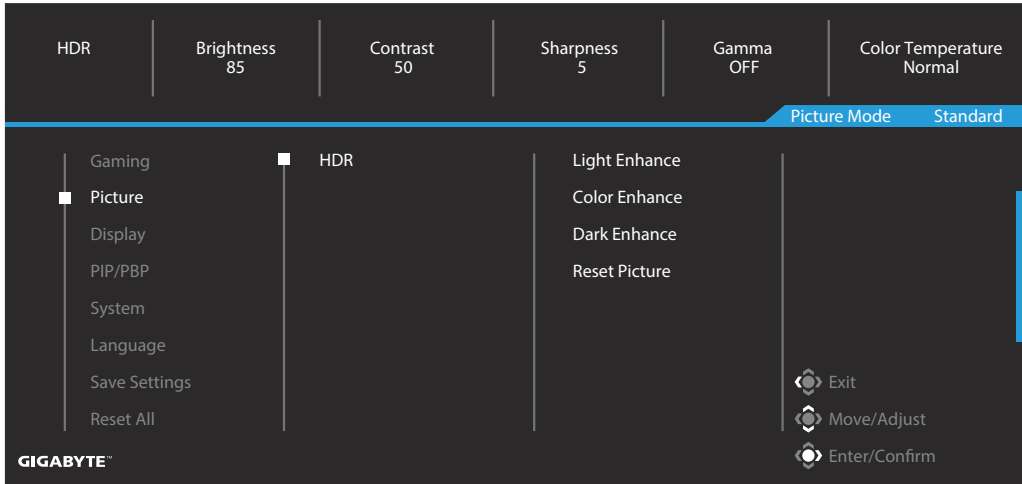 HDR
Brightness
85
Contrast
50
Sharpness
5
Gamma
OFF
Color Temperature
Normal
Picture Mode Standard
Gaming
Picture
Display
PIP/PBP
System
Language
Save Settings
Reset All
HDR
Light Enhance
Color Enhance
Dark Enhance
Reset Picture
Exit
Move/Adjust
Enter/Confirm
GIGABYTE™